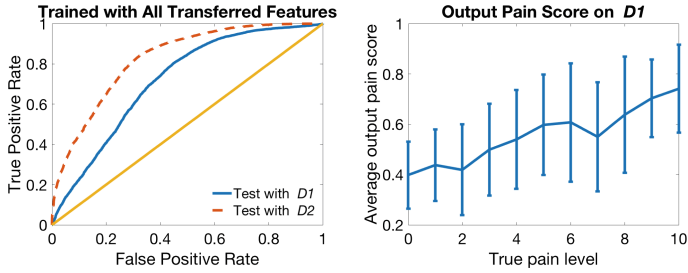 Trained with All Transferred Features
True Positive Rate
1
0.8
0.6
0.4
0.2
0
0 0.2 0.4 0.6 0.8 1
False Positive Rate
Test with D1
Test with D2
Output Pain Score on D1
Average output pain score
1
0.8
0.6
0.4
0.2
0 2 4 6 8 10
True pain level